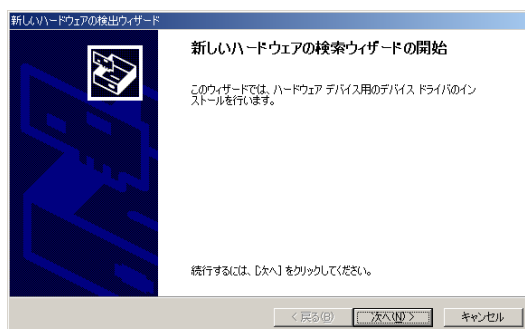 新しいハードウェアの検出ウィザード
新しいハードウェアの検索ウィザードの開始
このウィザードでは、ハードウェア デバイス用のデバイス ドライバのイン
ストールを行います。
続行するには、[次へ] をクリックしてください。
< 戻る(B)
次へ(N) >
キャンセル